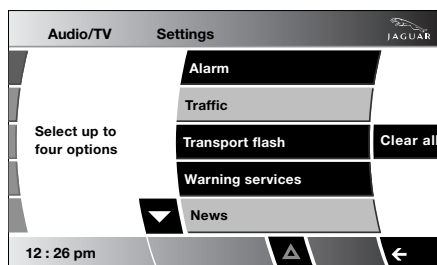 Audio/TV Settings
JAGUAR
Alarm
Traffic
Select up to
four options
Transport flash
Clear all
Warning services
News
12 : 26 pm